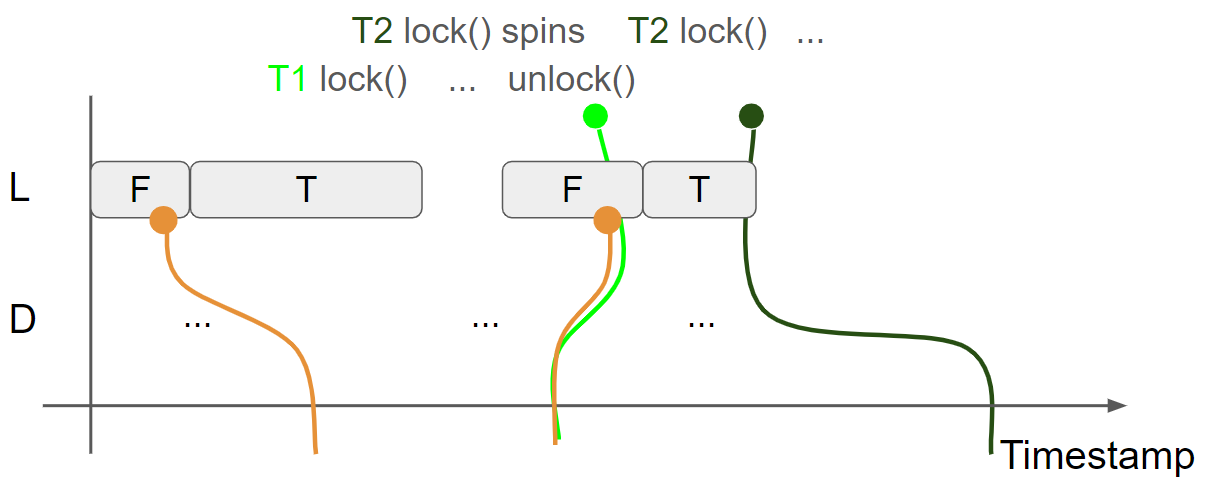 T2 lock() spins T2 lock() ...
T1 lock() ... unlock()
L F T F T
D ... ... ...
Timestamp